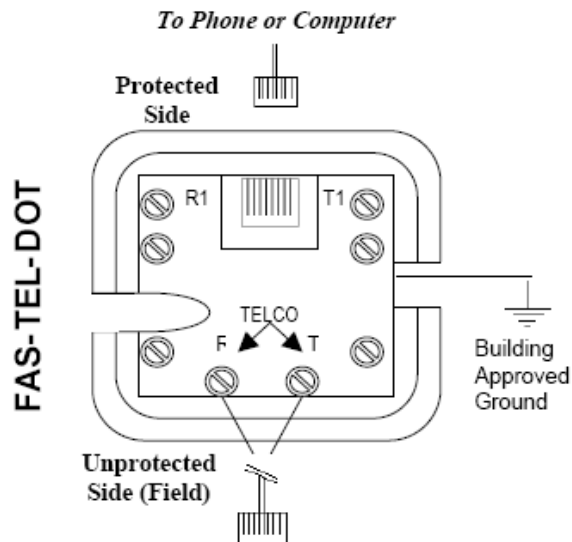 To Phone or Computer
Protected
Side
FAS-TEL-DOT
R1
T1
TELCO
R
T
Building
Approved
Ground
Unprotected
Side (Field)